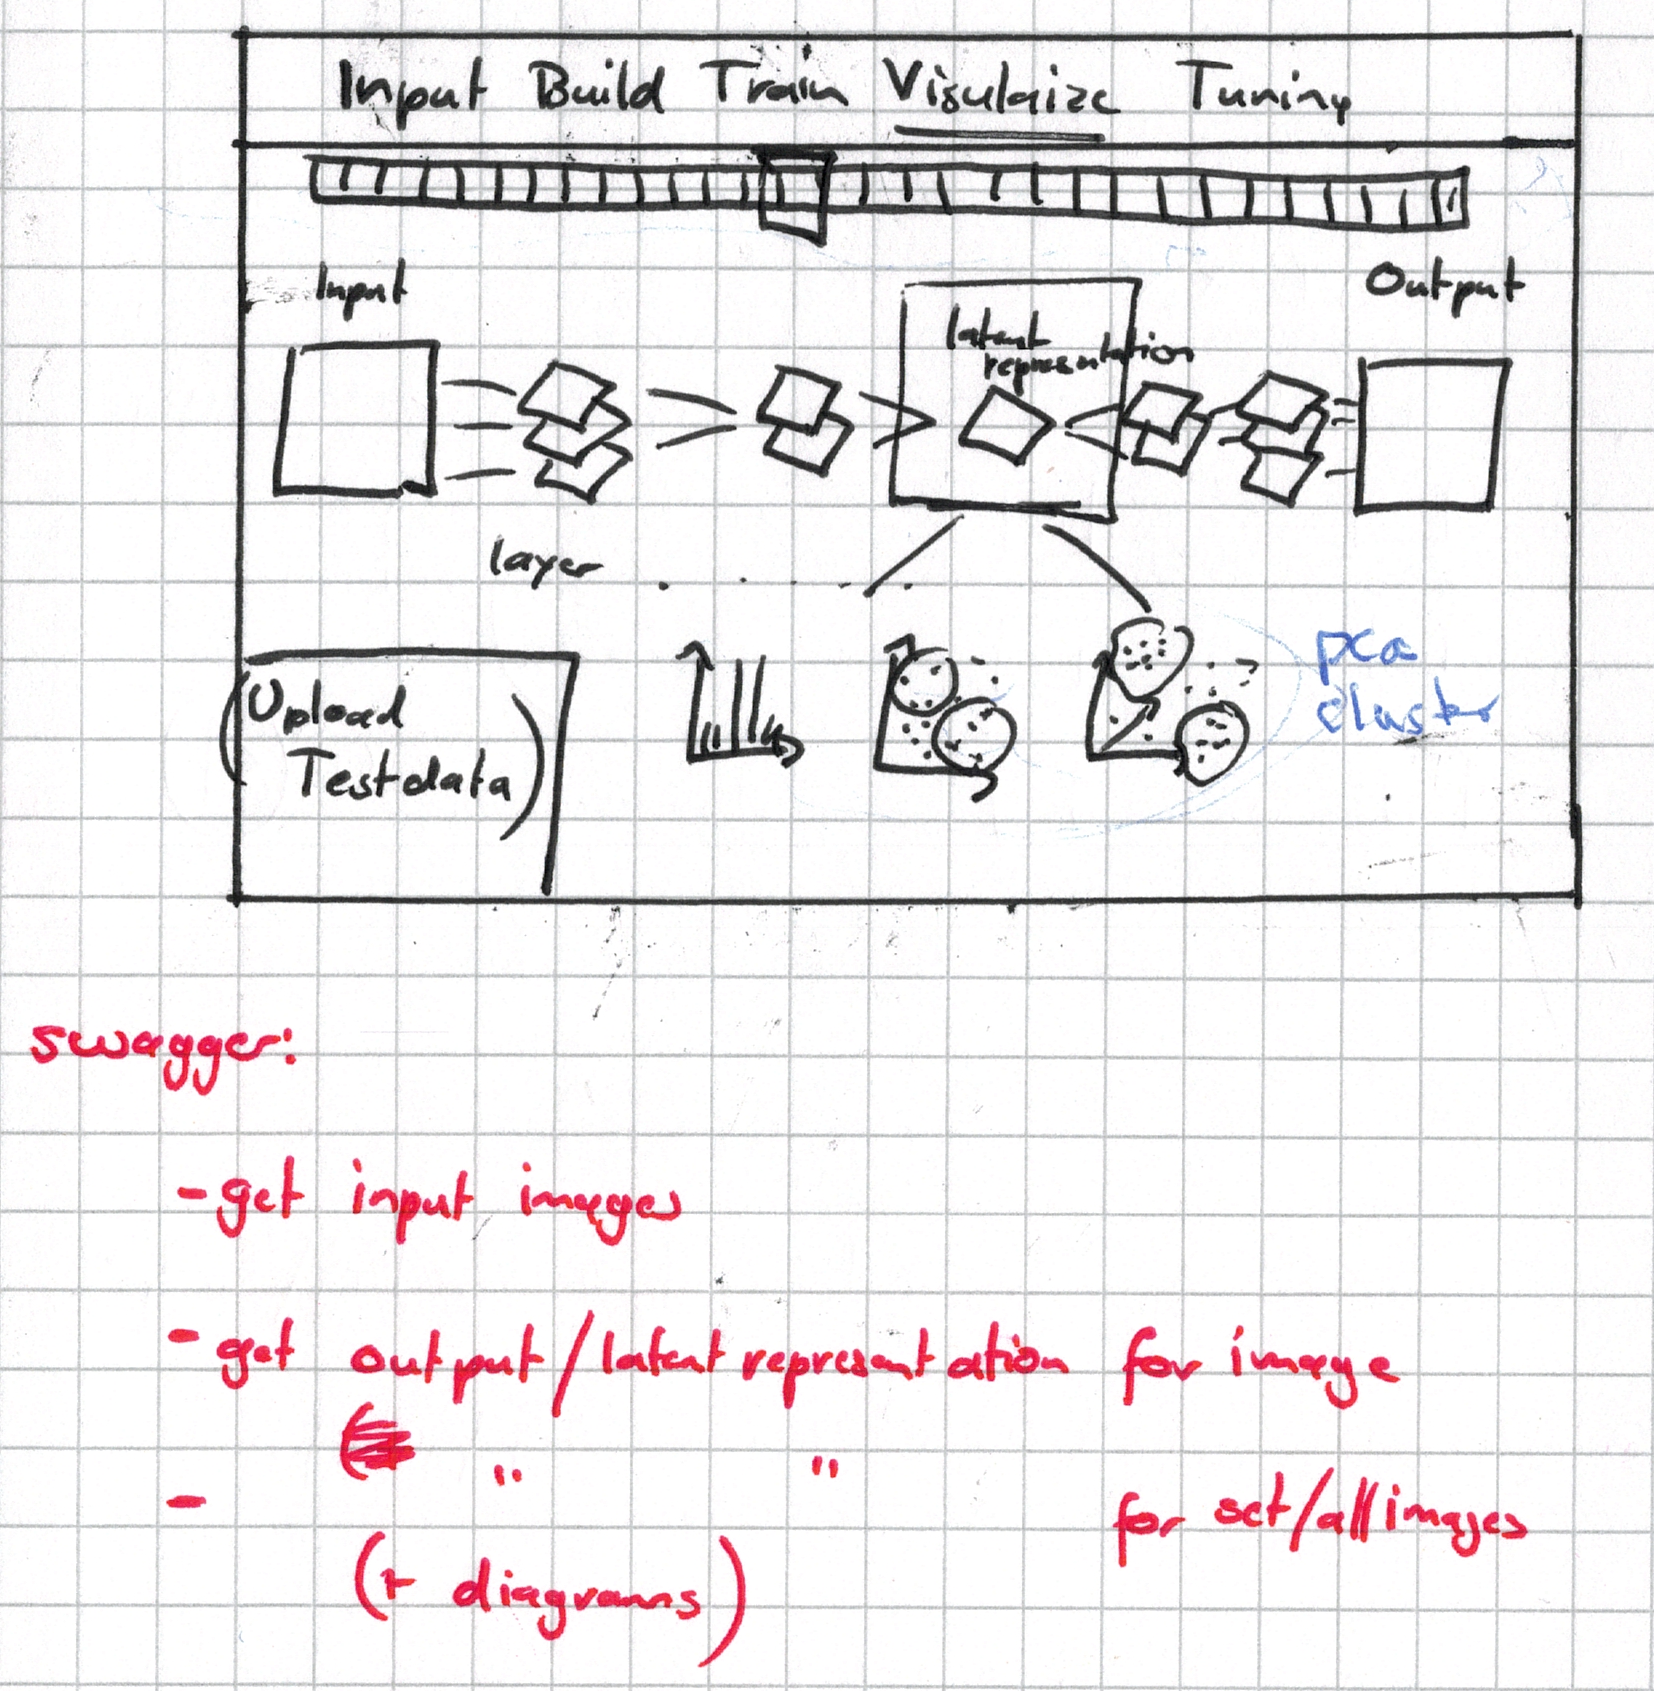 Input Build Train Visulaize Tuning
Input
Output
latent
representation
layer . . . . .
pca
cluster
(Upload
Testdata)
swagger:
- get input images
- get output/latent representation for image
- " " for set/all images
(+ diagrams)